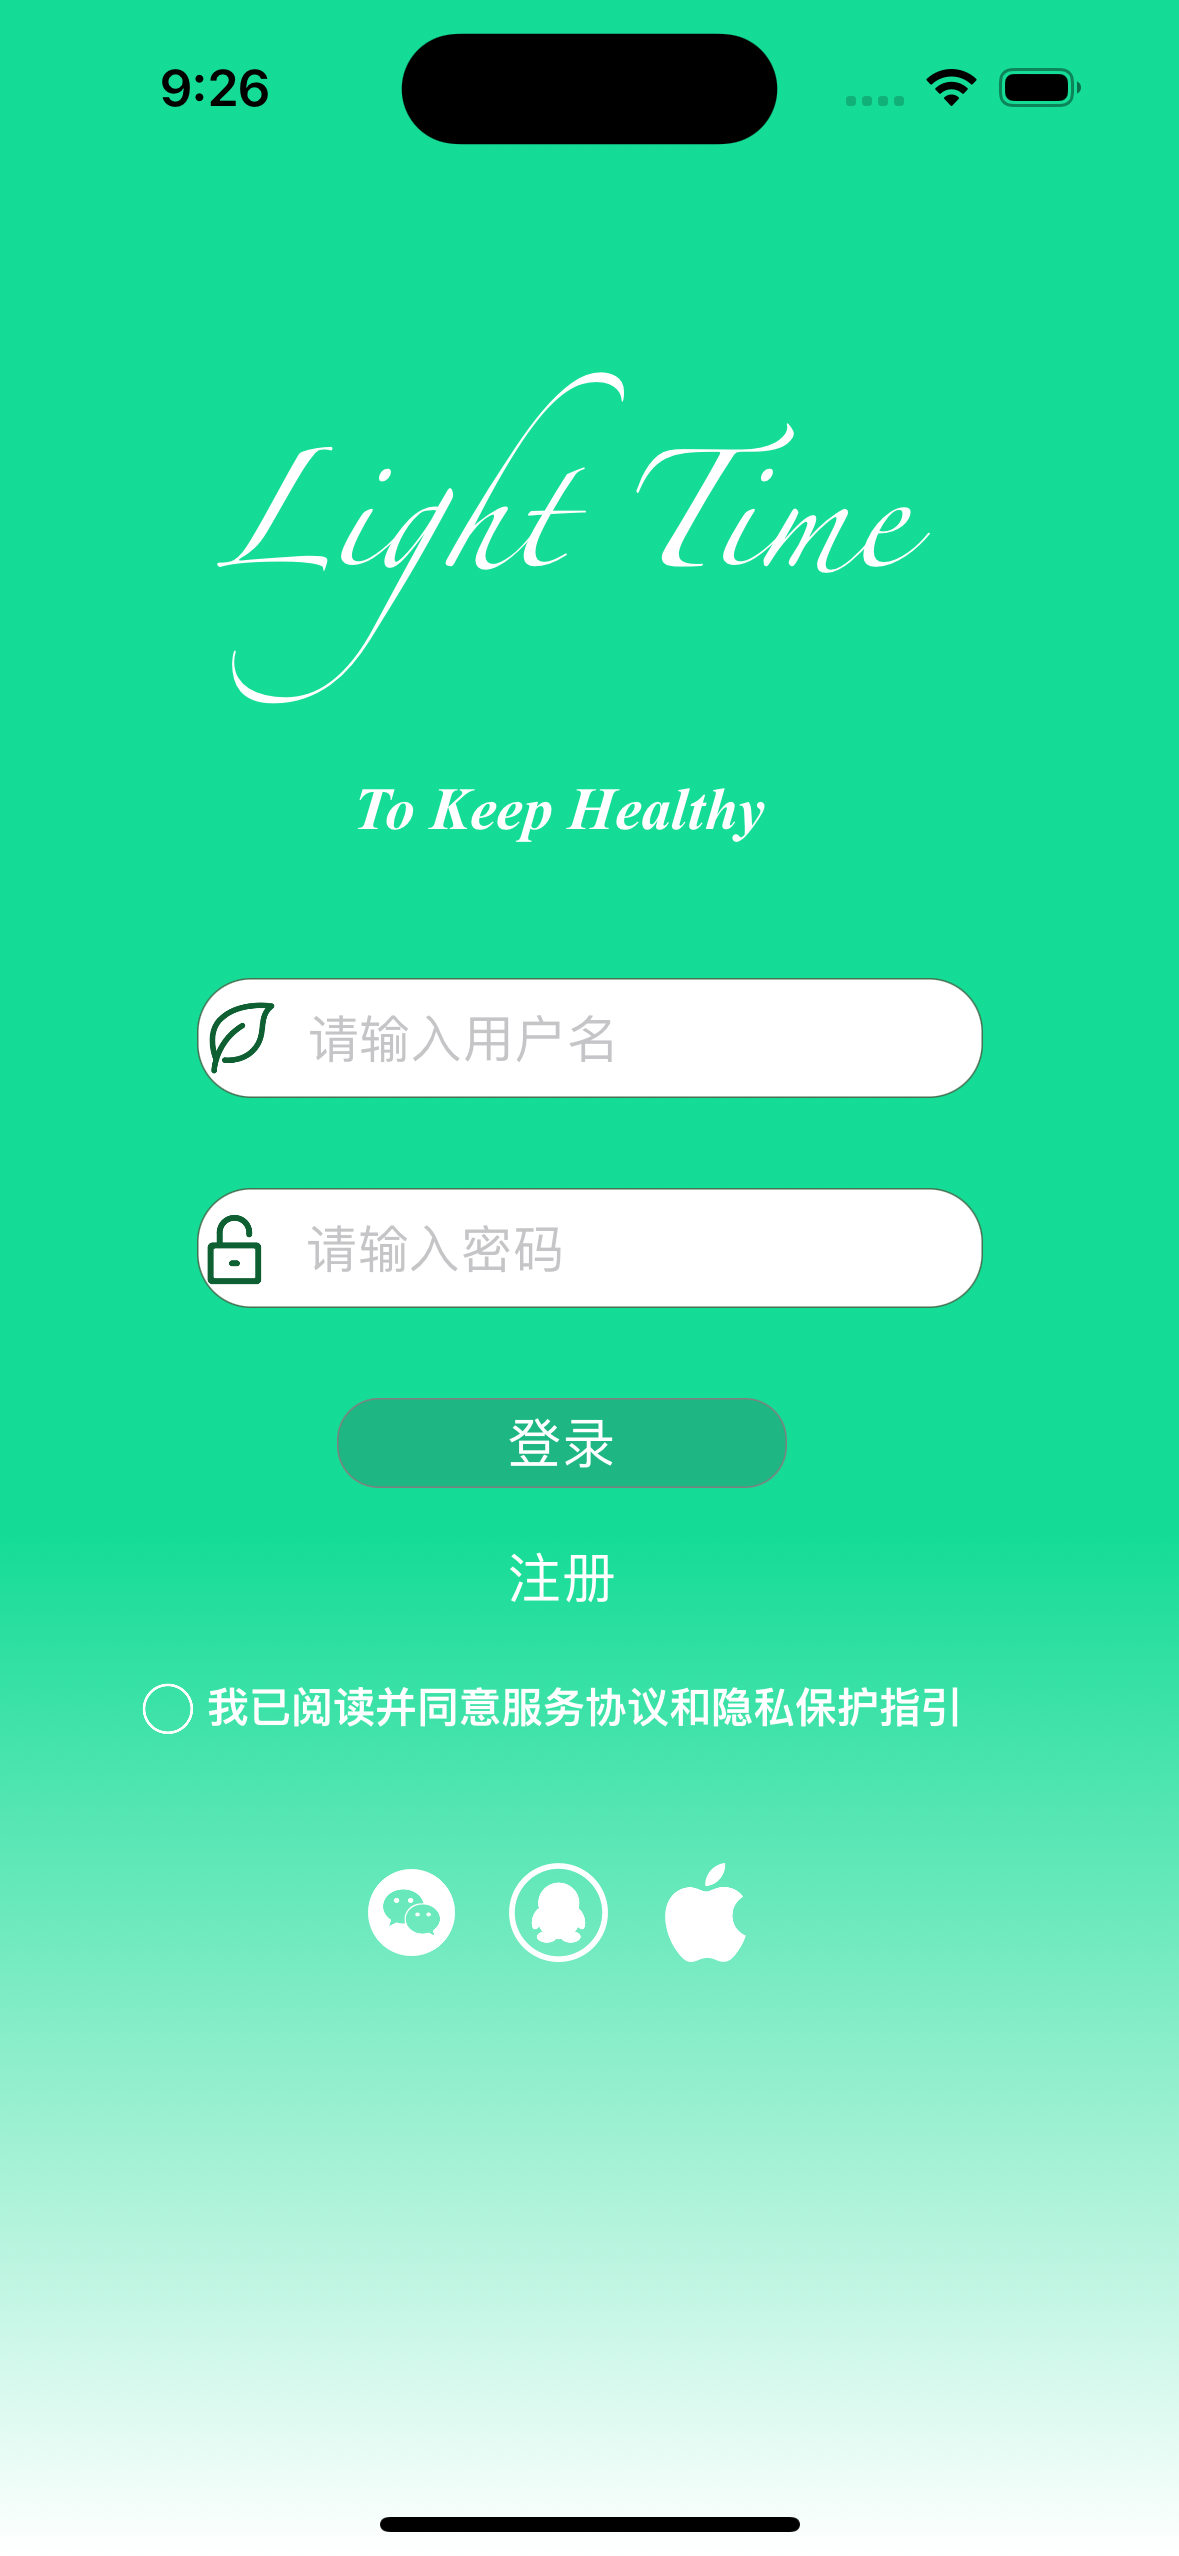 9:26
Light Time
To Keep Healthy
请输入用户名
请输入密码
登录
注册
我已阅读并同意服务协议和隐私保护指引